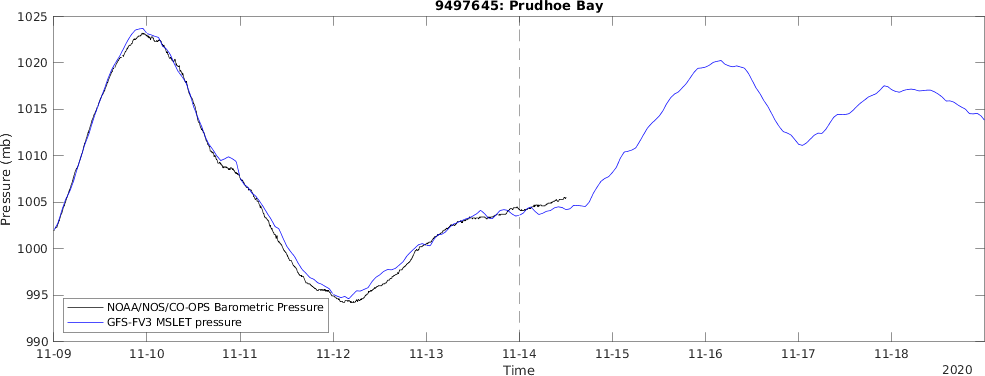 9497645: Prudhoe Bay
1025
1020
1015
1010
1005
1000
995
990
Pressure (mb)
NOAA/NOS/CO-OPS Barometric Pressure
GFS-FV3 MSLET pressure
11-09 11-10 11-11 11-12 11-13 11-14 11-15 11-16 11-17 11-18
Time
2020